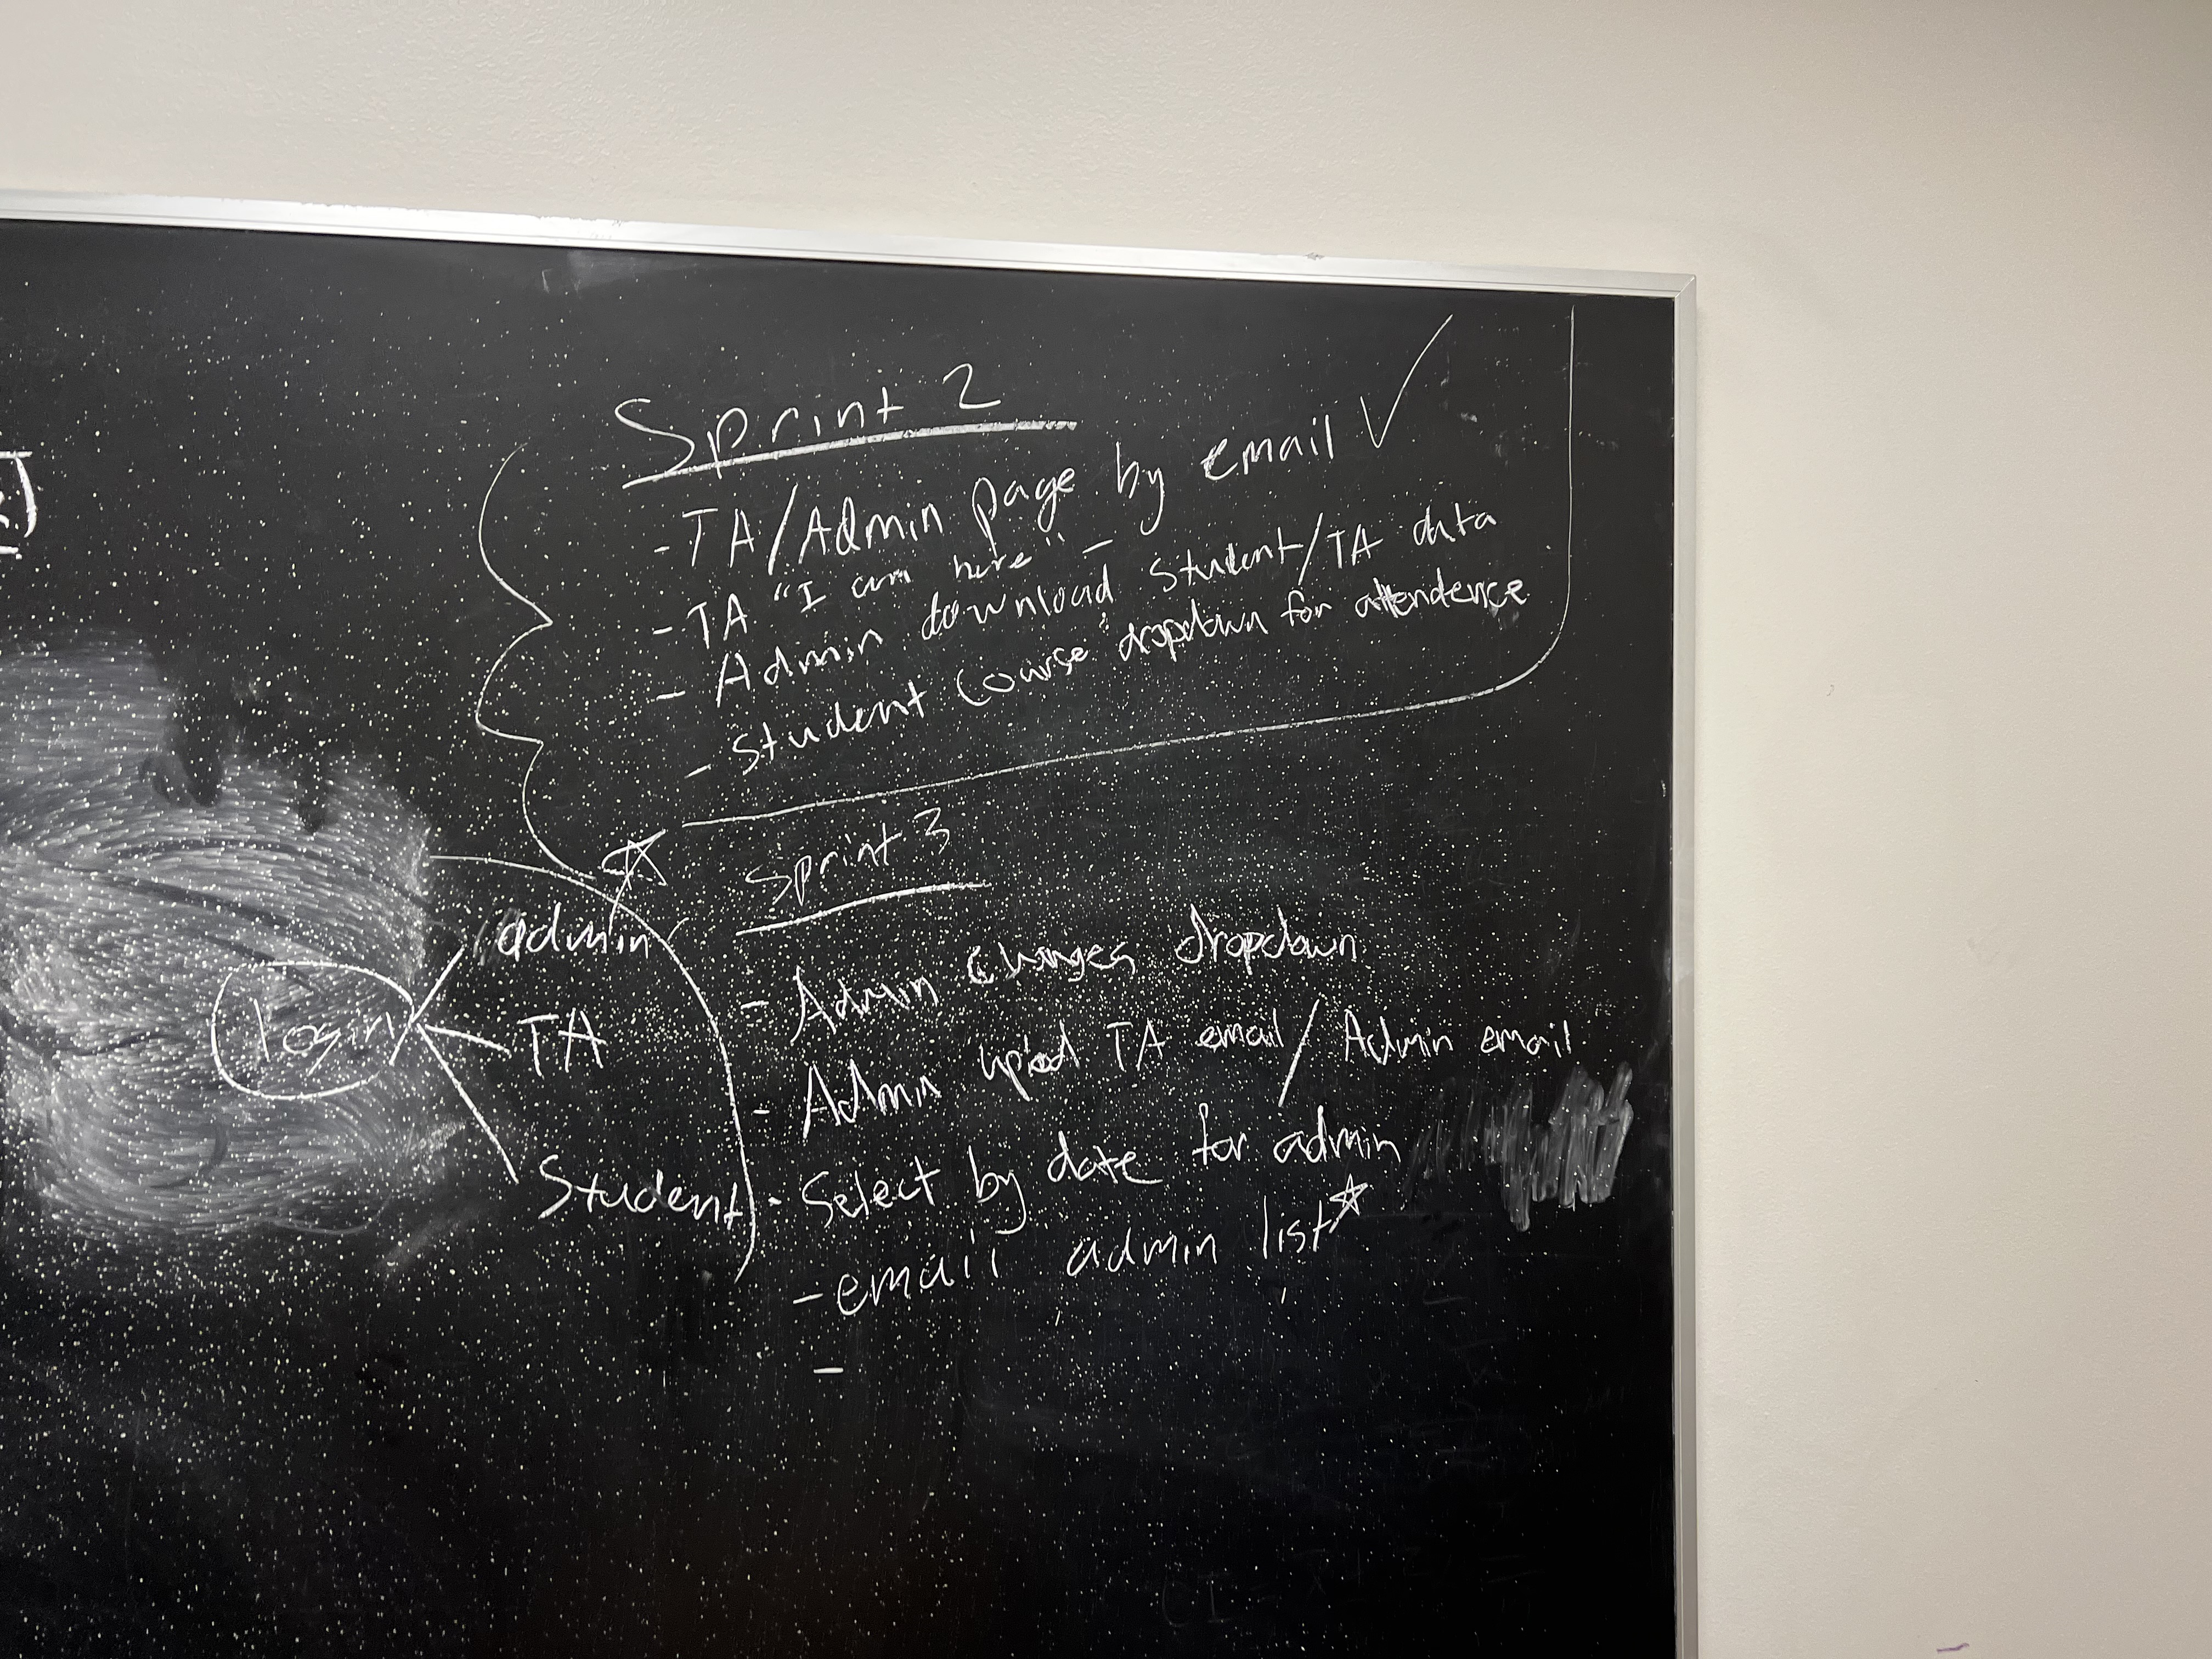 Sprint 2
- TA/Admin page by email ✓
- TA "I am here" -
- Admin download Student/TA data
- Student Course dropdown for attendence
login
admin
TA
Student
Sprint 3
- Admin changes dropdown
- Admin TA email / Admin email
- Select by date for admin
- email admin list ☆
-